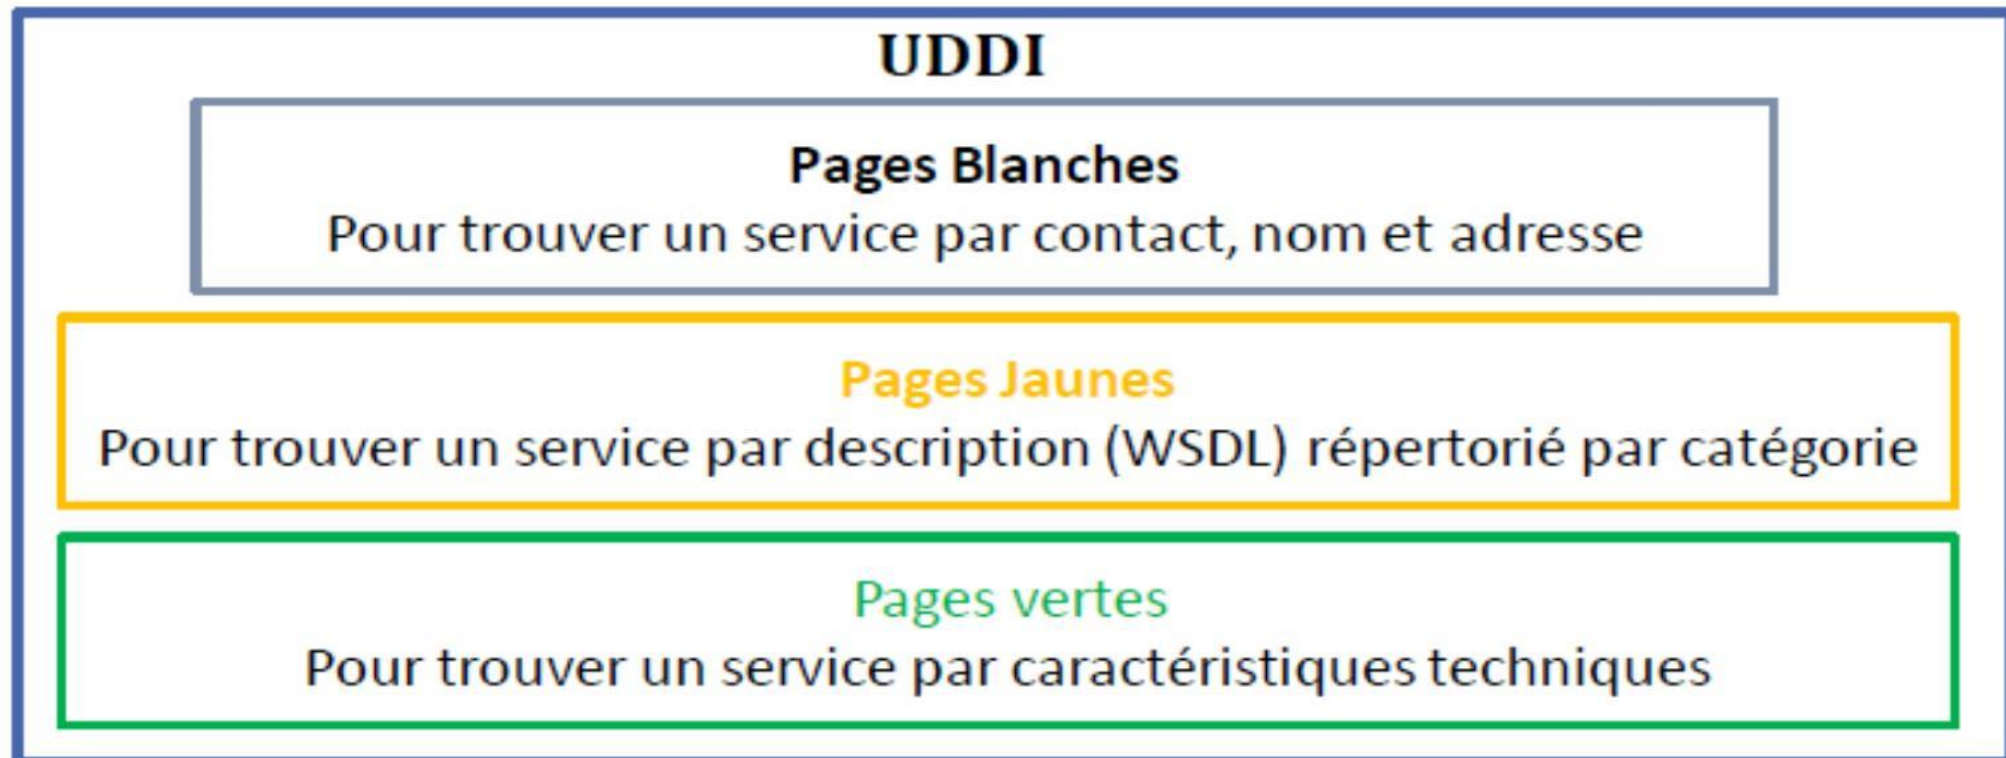 UDDI
Pages Blanches
Pour trouver un service par contact, nom et adresse
Pages Jaunes
Pour trouver un service par description (WSDL) répertorié par catégorie
Pages vertes
Pour trouver un service par caractéristiques techniques